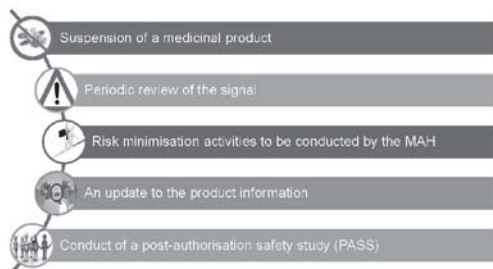 Suspension of a medicinal product
Periodic review of the signal
Risk minimisation activities to be conducted by the MAH
An update to the product information
Conduct of a post-authorisation safety study (PASS)